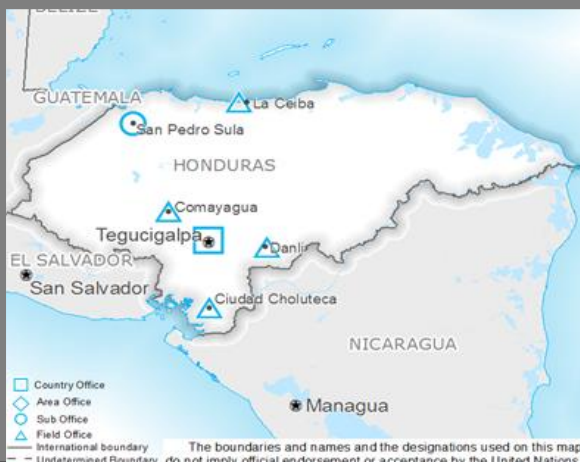 BELIZE
GUATEMALA
La Ceiba
San Pedro Sula
HONDURAS
Comayagua
Tegucigalpa
Danli
EL SALVADOR
San Salvador
Ciudad Choluteca
NICARAGUA
Managua
Country Office
Area Office
Sub Office
Field Office
International boundary
Undetermined Boundary
The boundaries and names and the designations used on this map
do not imply official endorsement or acceptance by the United Nations